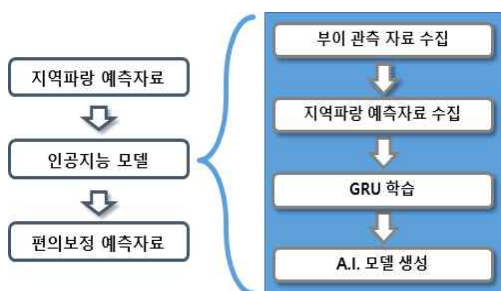 지역파랑 예측자료
인공지능 모델
편의보정 예측자료
부이 관측 자료 수집
지역파랑 예측자료 수집
GRU 학습
A.I. 모델 생성